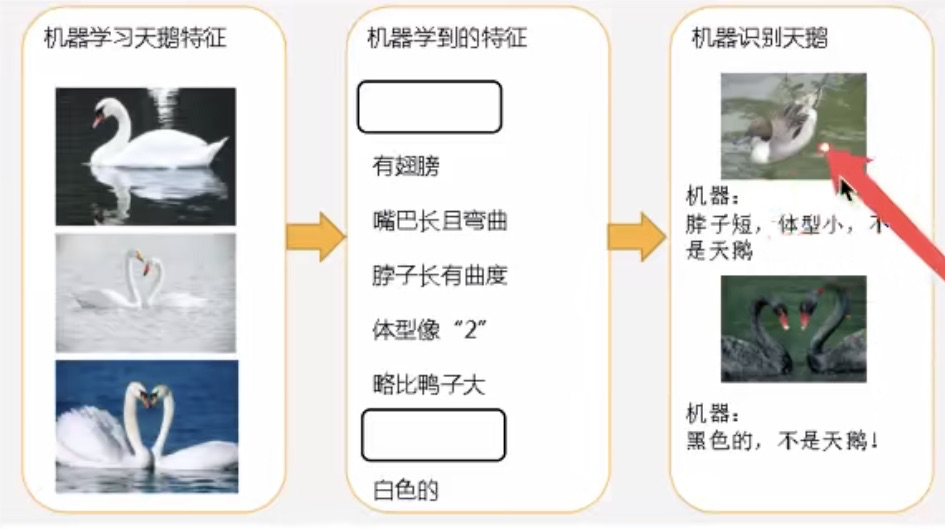 机器学习天鹅特征
机器学到的特征
有翅膀
嘴巴长且弯曲
脖子长有曲度
体型像“2”
略比鸭子大
白色的
机器识别天鹅
机器：
脖子短，体型小，不
是天鹅
机器：
黑色的，不是天鹅！